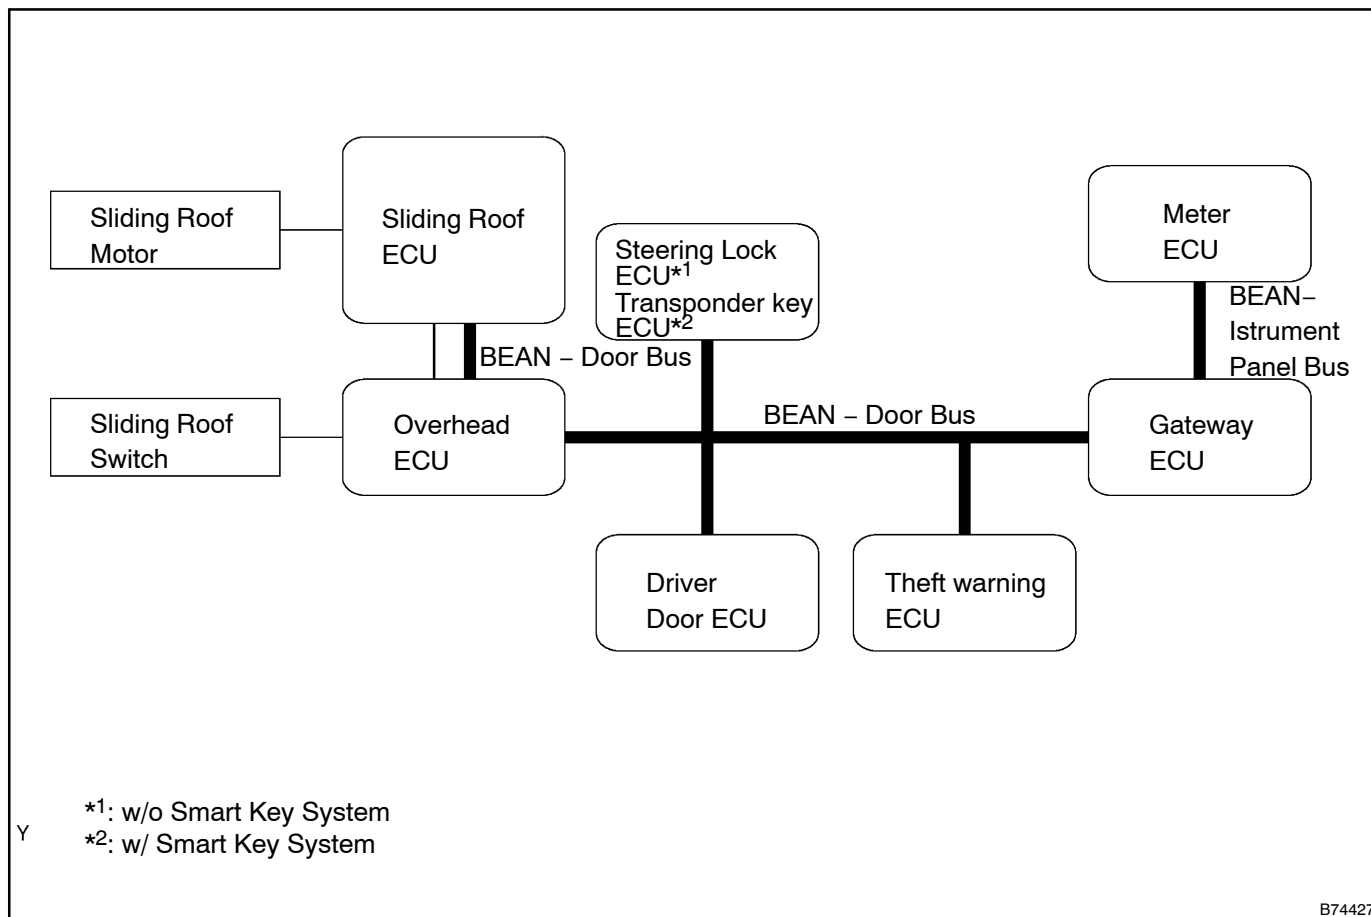 Sliding Roof
Motor
Sliding Roof
ECU
Steering Lock
ECU*1
Transponder key
ECU*2
Meter
ECU
BEAN–
Istrument
Panel Bus
BEAN – Door Bus
Sliding Roof
Switch
Overhead
ECU
BEAN – Door Bus
Gateway
ECU
Driver
Door ECU
Theft warning
ECU
*1: w/o Smart Key System
*2: w/ Smart Key System
Y
B74427